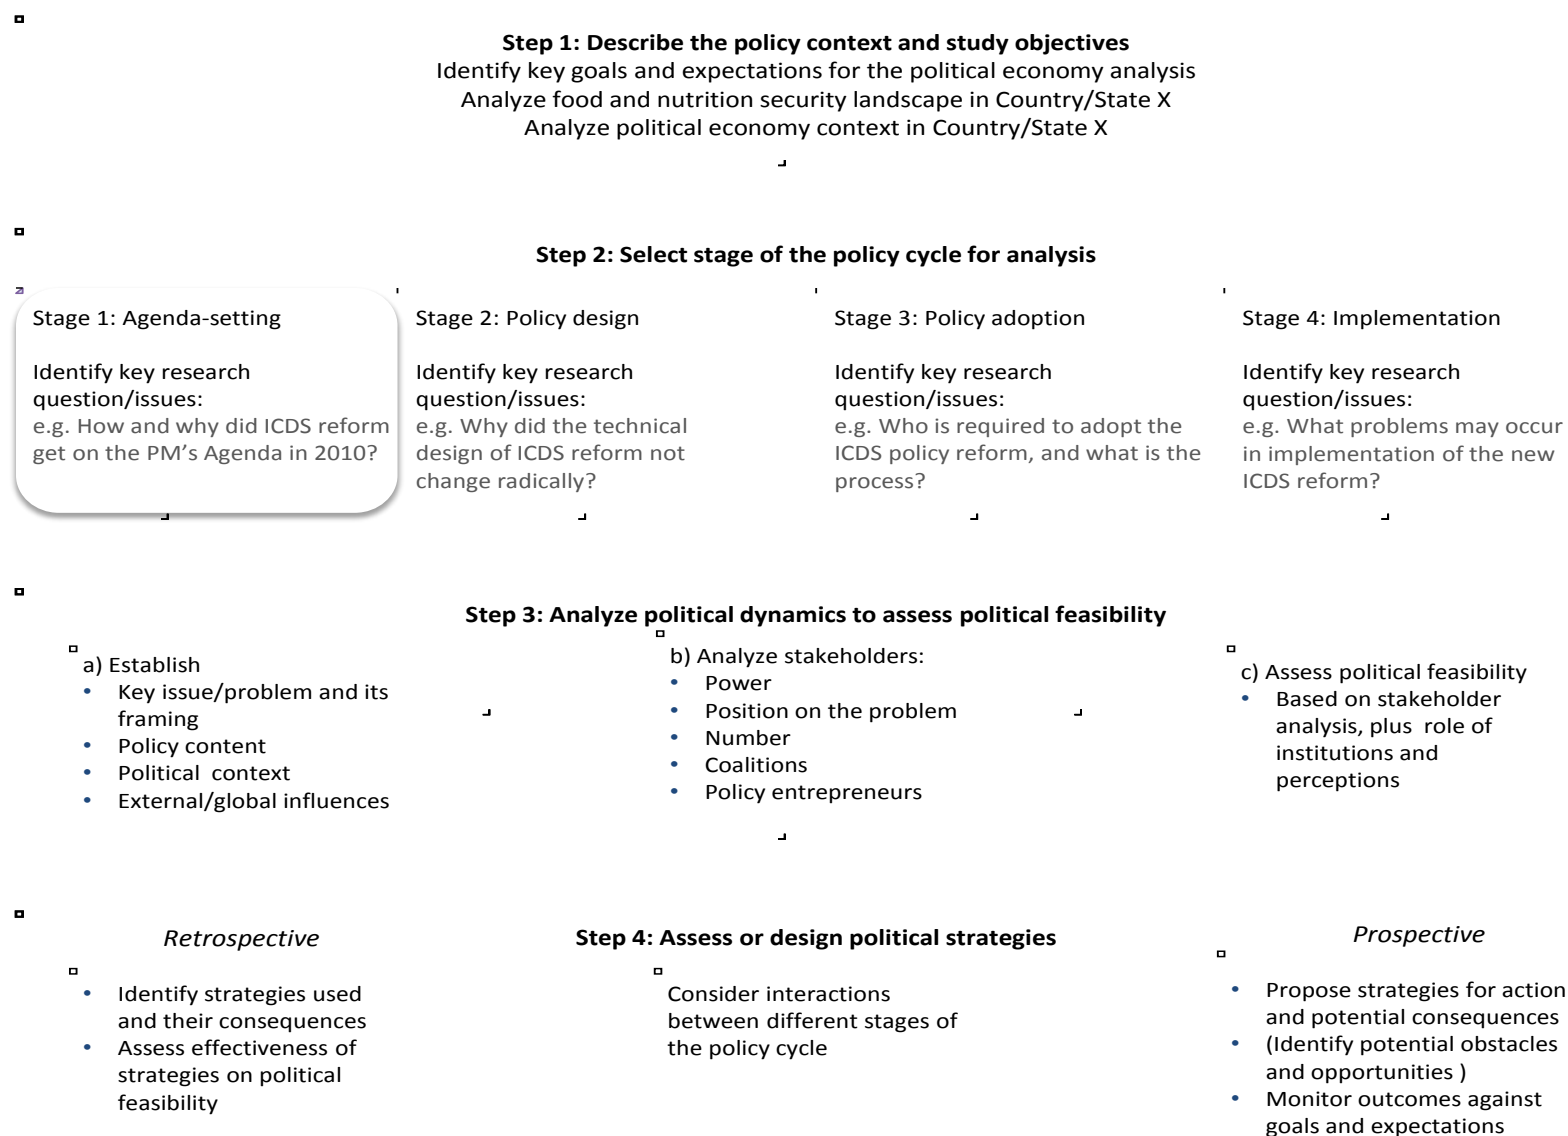 Step 1: Describe the policy context and study objectives
Identify key goals and expectations for the political economy analysis
Analyze food and nutrition security landscape in Country/State X
Analyze political economy context in Country/State X
Step 2: Select stage of the policy cycle for analysis
Stage 1: Agenda-setting
Identify key research
question/issues:
e.g. How and why did ICDS reform
get on the PM’s Agenda in 2010?
Stage 2: Policy design
Identify key research
question/issues:
e.g. Why did the technical
design of ICDS reform not
change radically?
Stage 3: Policy adoption
Identify key research
question/issues:
e.g. Who is required to adopt the
ICDS policy reform, and what is the
process?
Stage 4: Implementation
Identify key research
question/issues:
e.g. What problems may occur
in implementation of the new
ICDS reform?
Step 3: Analyze political dynamics to assess political feasibility
a) Establish
• Key issue/problem and its
framing
• Policy content
• Political  context
• External/global influences
b) Analyze stakeholders:
• Power
• Position on the problem
• Number
• Coalitions
• Policy entrepreneurs
c) Assess political feasibility
• Based on stakeholder
analysis, plus  role of
institutions and
perceptions
Step 4: Assess or design political strategies
Retrospective
• Identify strategies used
and their consequences
• Assess effectiveness of
strategies on political
feasibility
Consider interactions
between different stages of
the policy cycle
Prospective
• Propose strategies for action
and potential consequences
• (Identify potential obstacles
and opportunities )
• Monitor outcomes against
goals and expectations